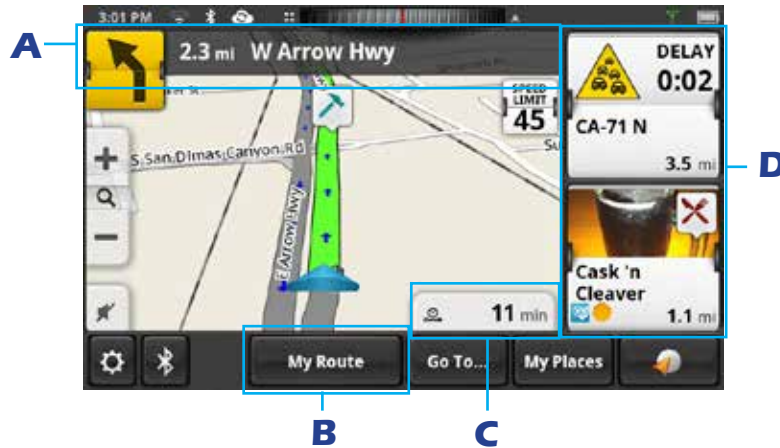 3:01 PM
A
2.3 mi W Arrow Hwy
DELAY
0:02
SPEED
LIMIT
45
CA-71 N
3.5 mi
D
S San Dimas Canyon Rd
E Arrow Hwy
Cask 'n
Cleaver
1.1 mi
11 min
My Route
Go To...
My Places
B
C